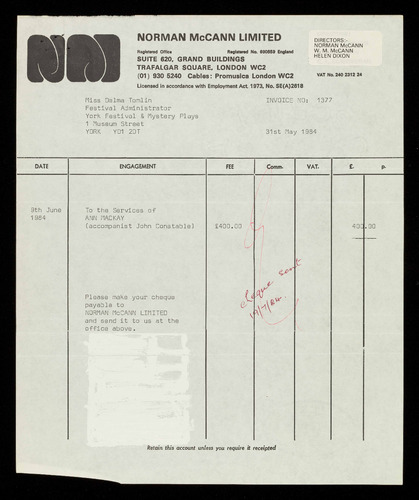 NORMAN McCANN LIMITED
Registered Office Registered No. 690859 England
SUITE 620, GRAND BUILDINGS
TRAFALGAR SQUARE, LONDON WC2
(01) 930 5240 Cables: Promusica London WC2
Licensed in accordance with Employment Act, 1973, No. SE(A)2618
DIRECTORS:-
NORMAN McCANN
W. M. McCANN
HELEN DIXON
VAT No. 240 2312 24
Miss Delma Tomlin INVOICE NO: 1377
Festival Administrator
York Festival & Mystery Plays
1 Museum Street
YORK YO1 2DT 31st May 1984
DATE ENGAGEMENT FEE Comm. VAT. £. p.
9th June To the Services of
1984 ANN MACKAY
(accompanist John Constable) £400.00 400.00
cheque sent
19/7/84.
Please make your cheque
payable to
NORMAN McCANN LIMITED
and send it to us at the
office above.
Retain this account unless you require it receipted